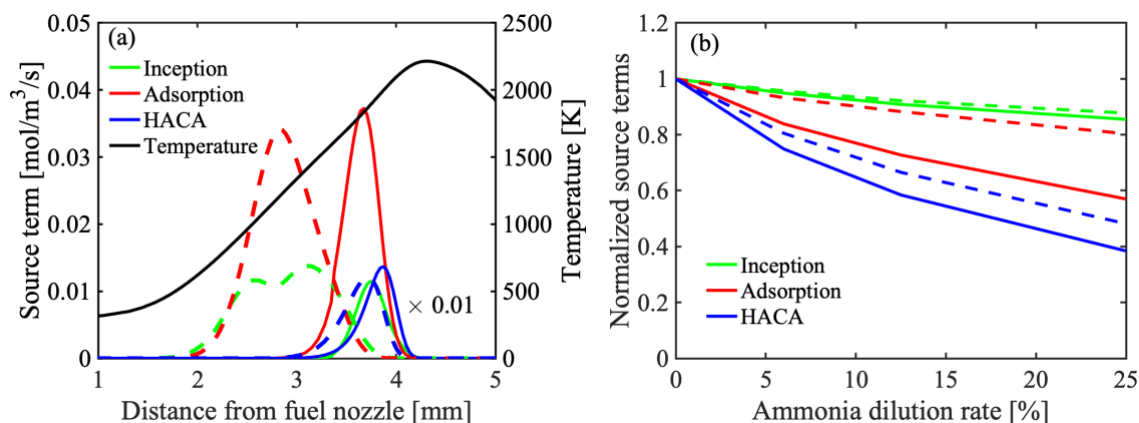 (a)
Inception
Adsorption
HACA
Temperature
× 0.01
0.05
0.04
0.03
0.02
0.01
0
Source term [mol/m³/s]
2500
2000
1500
1000
500
0
Temperature [K]
1 2 3 4 5
Distance from fuel nozzle [mm]
(b)
Inception
Adsorption
HACA
1.2
1
0.8
0.6
0.4
0.2
0
Normalized source terms
0 5 10 15 20 25
Ammonia dilution rate [%]